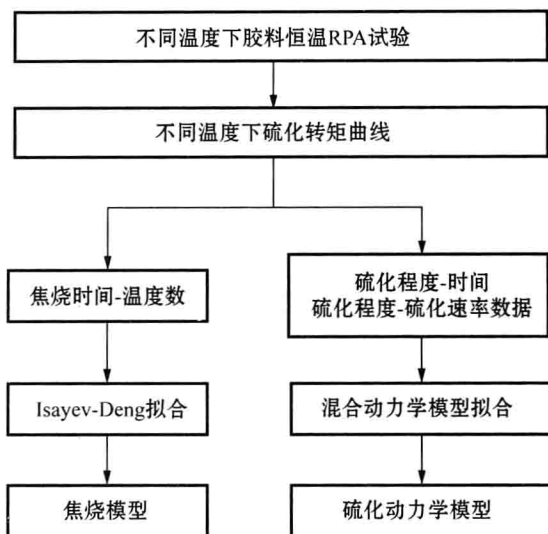 不同温度下胶料恒温RPA试验
不同温度下硫化转矩曲线
焦烧时间-温度数
硫化程度-时间
硫化程度-硫化速率数据
Isayev-Deng拟合
混合动力学模型拟合
焦烧模型
硫化动力学模型